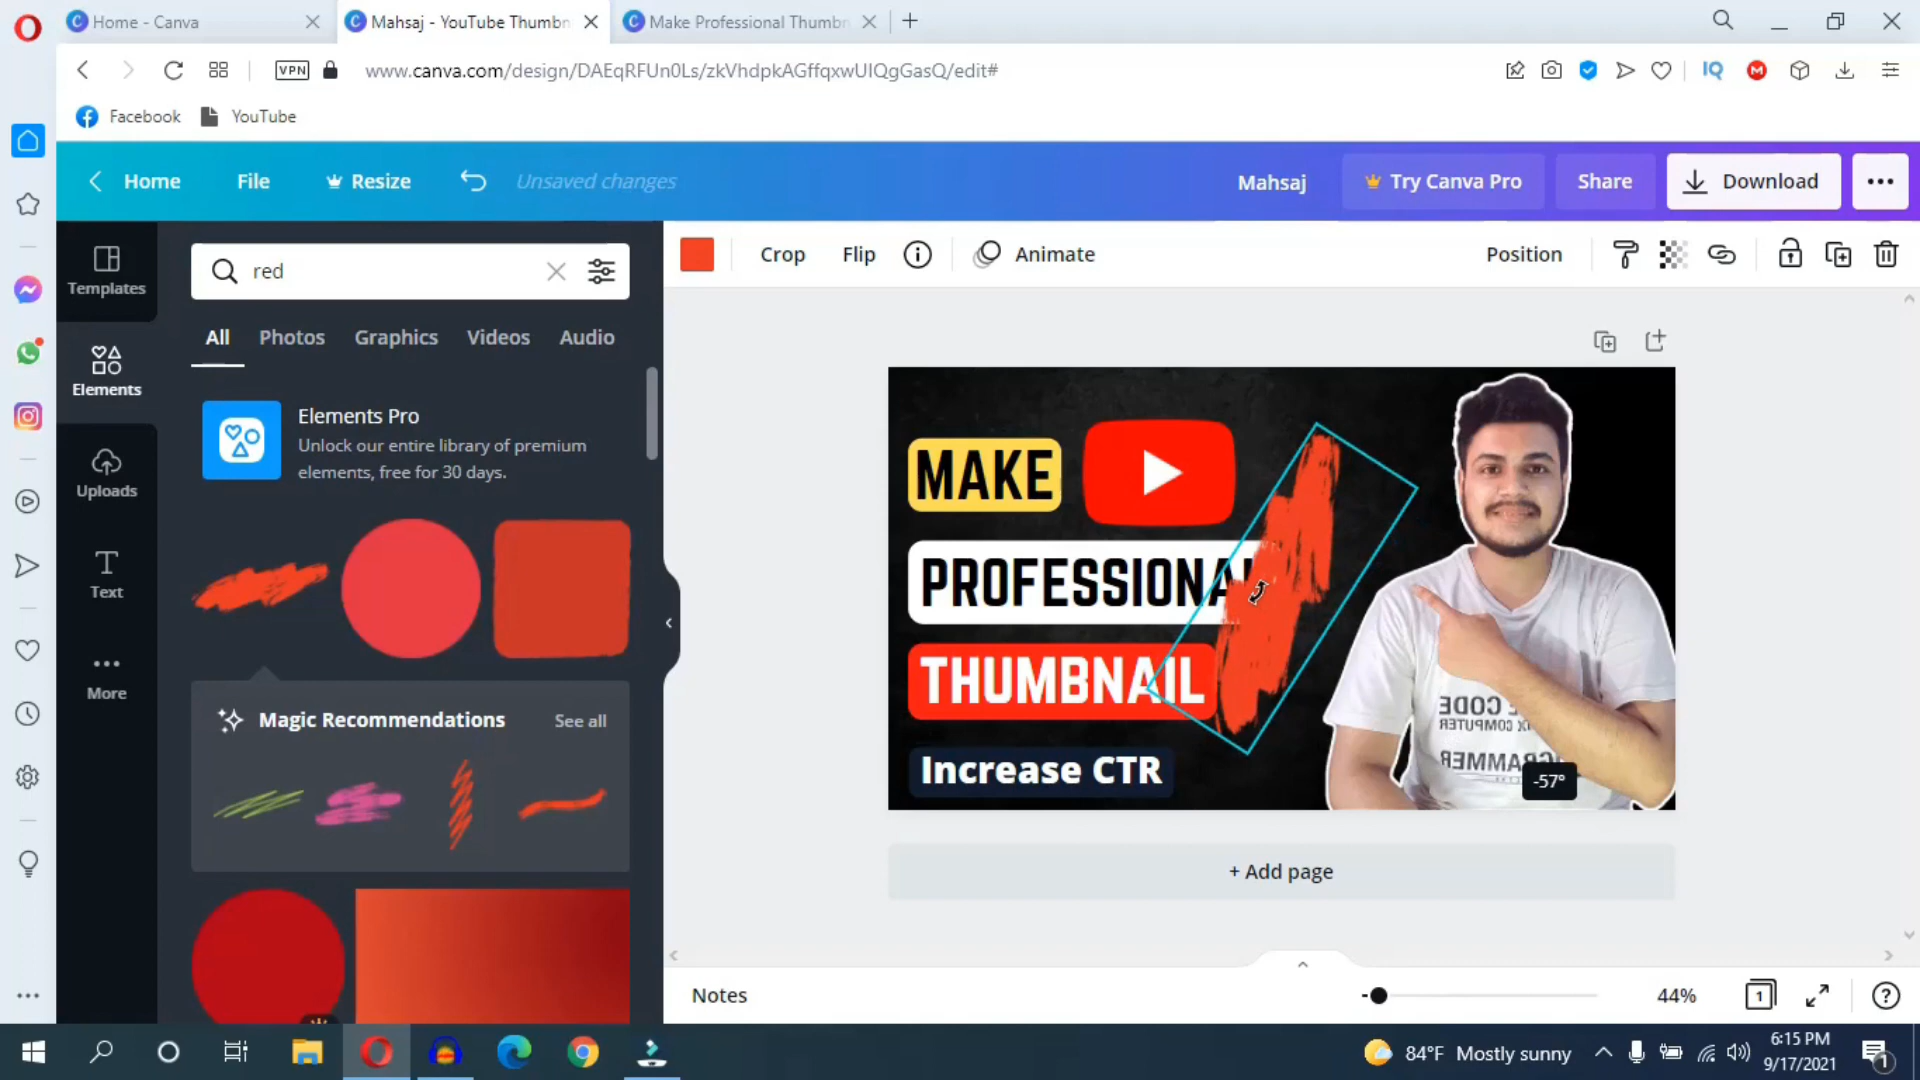 Home - Canva
Mahsaj - YouTube Thumbn
Make Professional Thumbn
VPN
www.canva.com/design/DAEqRFUn0Ls/zkVhdpkAGffqxwUIQgGasQ/edit#
IQ
M
Facebook
YouTube
Home
File
Resize
Unsaved changes
Mahsaj
Try Canva Pro
Share
Download
Templates
Elements
Uploads
Text
More
red
All
Photos
Graphics
Videos
Audio
Elements Pro
Unlock our entire library of premium
elements, free for 30 days.
Magic Recommendations
See all
Crop
Flip
Animate
Position
MAKE
PROFESSIONA
THUMBNAIL
Increase CTR
-57°
+ Add page
Notes
44%
1
84°F Mostly sunny
6:15 PM
9/17/2021
1